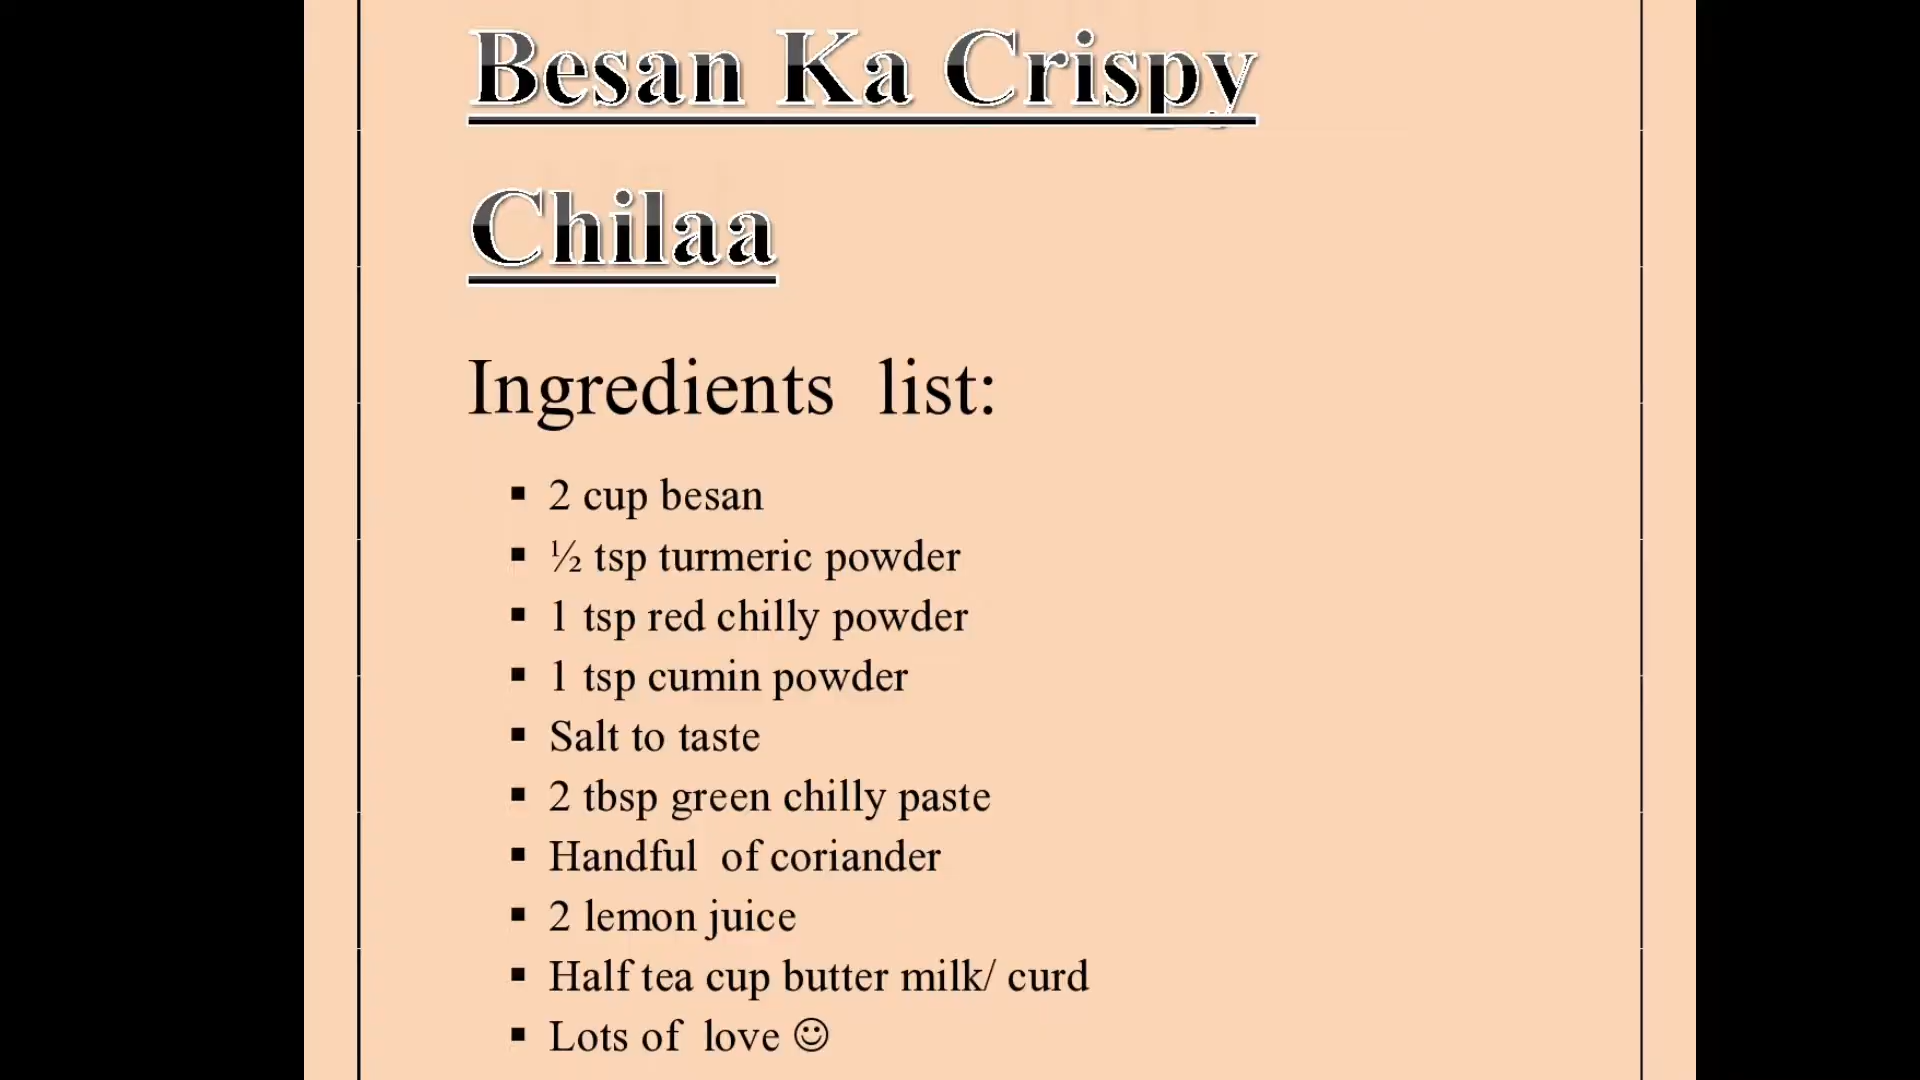 Besan Ka Crispy
Chilaa
Ingredients list:
▪ 2 cup besan
▪ ½ tsp turmeric powder
▪ 1 tsp red chilly powder
▪ 1 tsp cumin powder
▪ Salt to taste
▪ 2 tbsp green chilly paste
▪ Handful of coriander
▪ 2 lemon juice
▪ Half tea cup butter milk/ curd
▪ Lots of love ☺